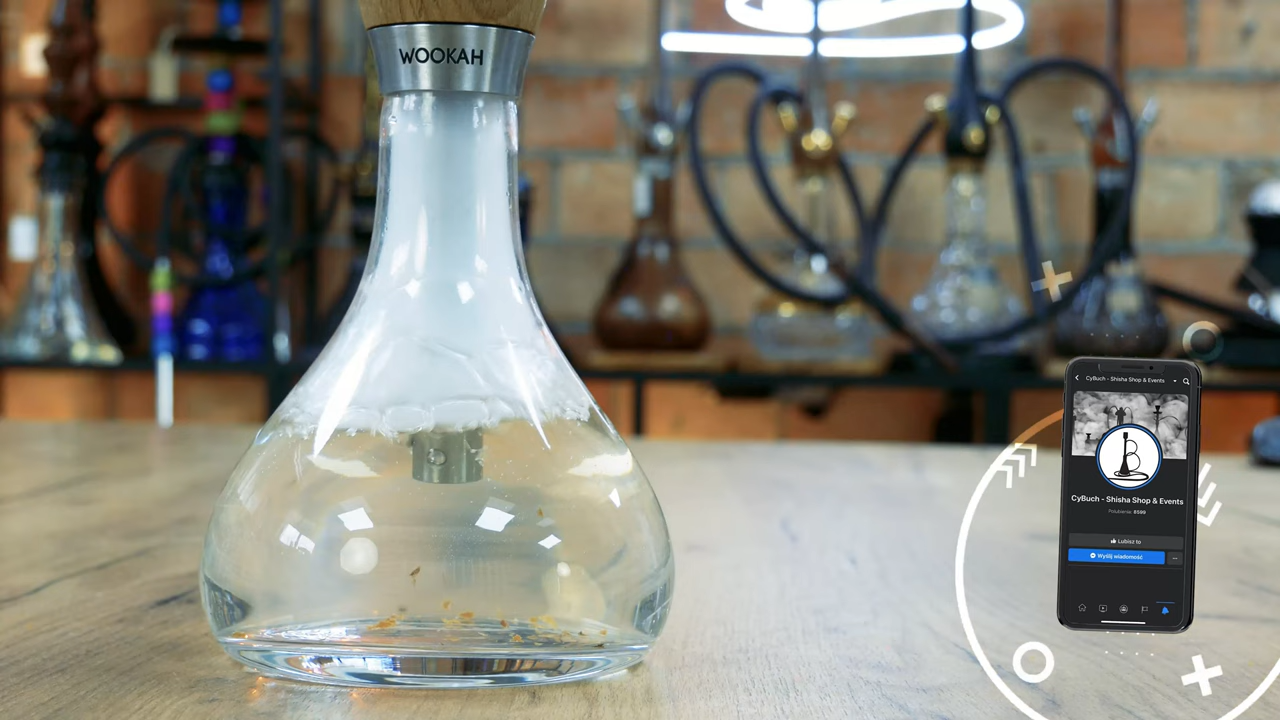 WOOKAH
CyBuch - Shisha Shop & Events
CyBuch - Shisha Shop & Events
Polubienia: 8599
Lubisz to
Wyślij wiadomość